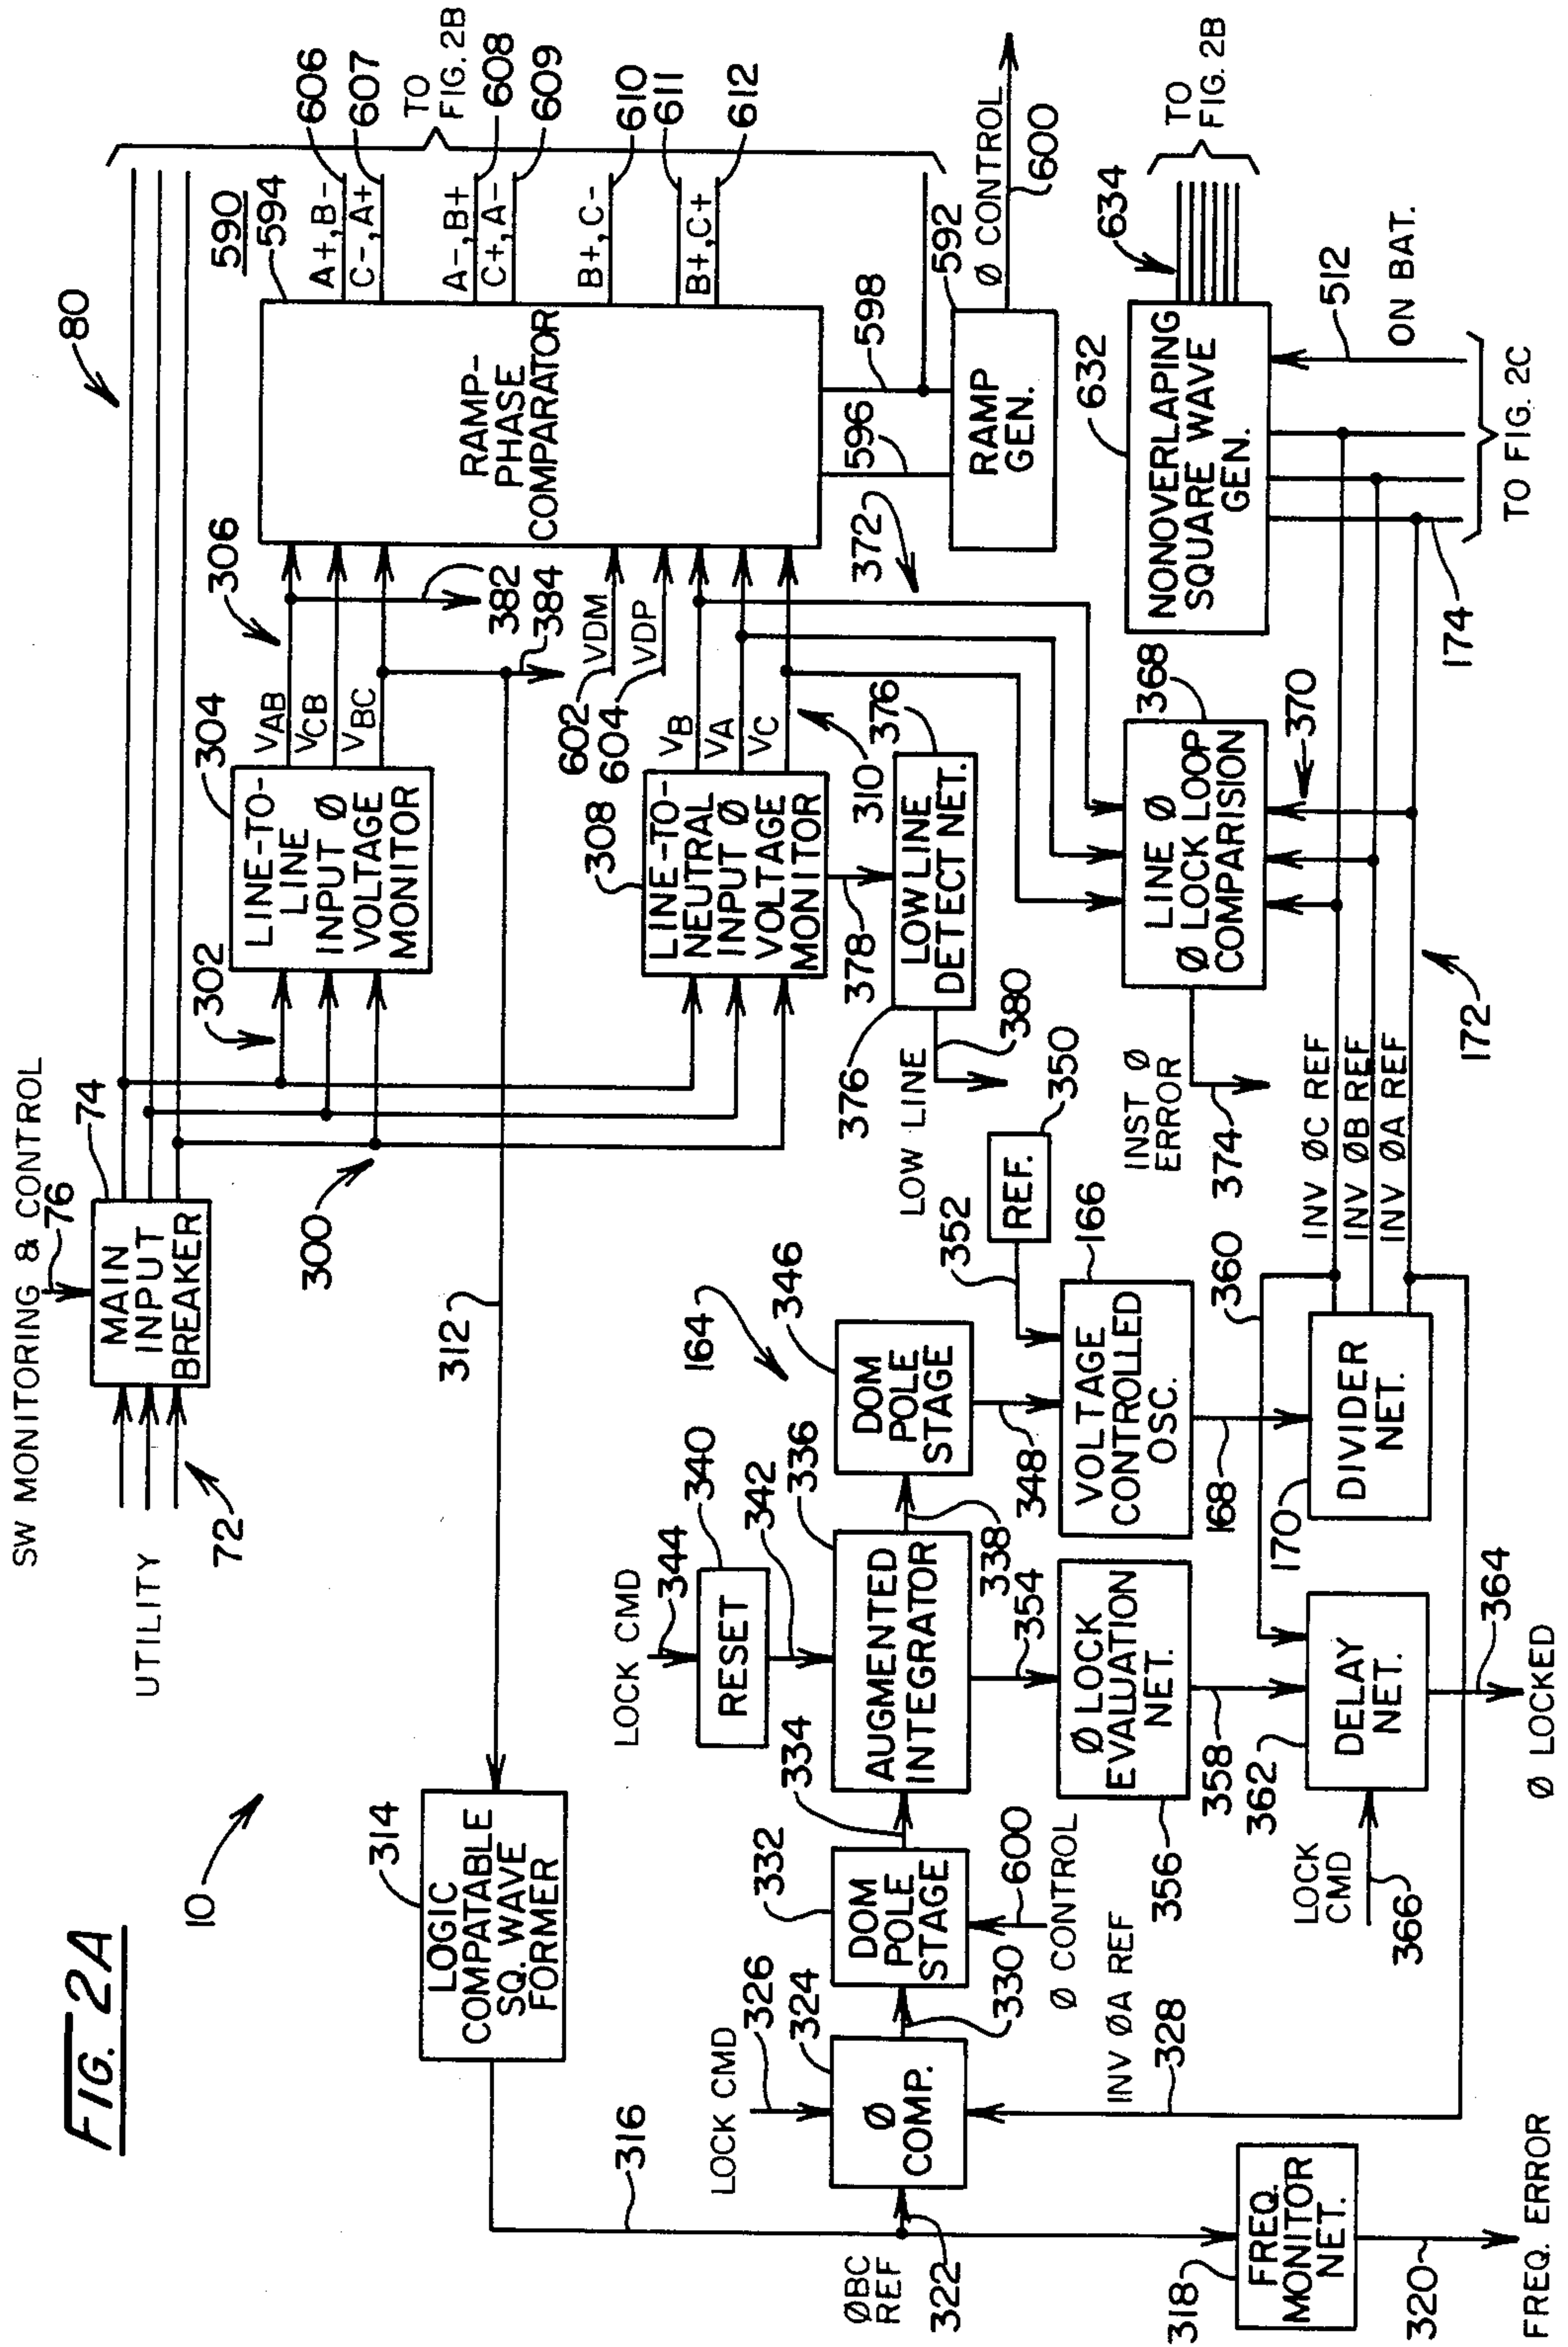 FIG. 2A
10
SW MONITORING & CONTROL
76
74
MAIN
INPUT
BREAKER
UTILITY
72
80
300
302
304
LINE-TO-
LINE
INPUT Ø
VOLTAGE
MONITOR
306
VAB
VCB
VBC
382
384
312
314
LOGIC
COMPATABLE
SQ. WAVE
FORMER
316
308
LINE-TO-
NEUTRAL
INPUT Ø
VOLTAGE
MONITOR
602
VDM
604
VDP
VB
VA
VC
310
590
594
RAMP-
PHASE
COMPARATOR
A+,B-
606
C-,A+
607
A-,B+
608
C+,A-
609
B+,C-
610
611
B+,C+
612
TO
FIG. 2B
596
598
592
RAMP
GEN.
Ø CONTROL
600
372
378
376
LOW LINE
DETECT NET.
376
LOW LINE
380
LOCK CMD
344
340
RESET
342
164
346
DOM
POLE
STAGE
348
336
AUGMENTED
INTEGRATOR
338
334
332
DOM
POLE
STAGE
600
Ø CONTROL
330
LOCK CMD
326
324
Ø
COMP.
ØBC
REF
322
INV ØA REF
328
354
356
Ø LOCK
EVALUATION
NET.
358
352
350
REF.
166
VOLTAGE
CONTROLLED
OSC.
168
170
DIVIDER
NET.
360
362
DELAY
NET.
LOCK
CMD
366
364
Ø LOCKED
318
FREQ.
MONITOR
NET.
320
FREQ. ERROR
INV ØC REF
INV ØB REF
INV ØA REF
172
INST Ø
ERROR
374
368
LINE Ø
Ø LOCK LOOP
COMPARISION
370
632
NONOVERLAPING
SQUARE WAVE
GEN.
634
TO
FIG. 2B
174
512
ON BAT.
TO FIG. 2C